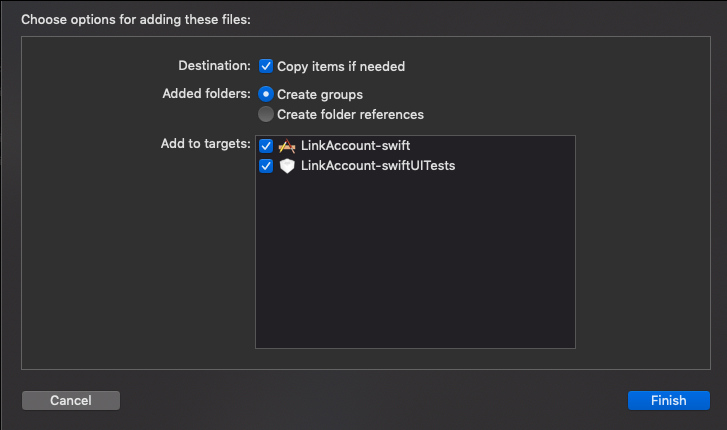 Choose options for adding these files:
Destination: Copy items if needed
Added folders: Create groups
Create folder references
Add to targets: LinkAccount-swift
LinkAccount-swiftUITests
Cancel Finish